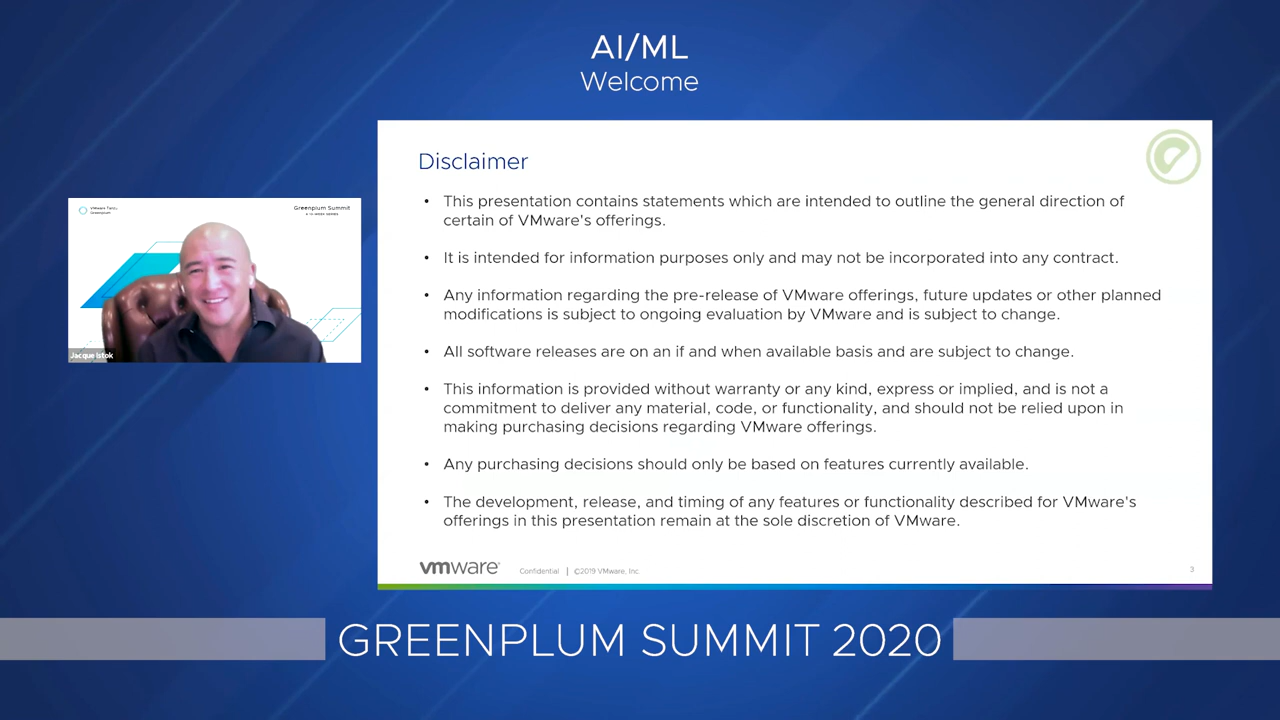 AI/ML
Welcome
Disclaimer
• This presentation contains statements which are intended to outline the general direction of
certain of VMware's offerings.
• It is intended for information purposes only and may not be incorporated into any contract.
• Any information regarding the pre-release of VMware offerings, future updates or other planned
modifications is subject to ongoing evaluation by VMware and is subject to change.
• All software releases are on an if and when available basis and are subject to change.
• This information is provided without warranty or any kind, express or implied, and is not a
commitment to deliver any material, code, or functionality, and should not be relied upon in
making purchasing decisions regarding VMware offerings.
• Any purchasing decisions should only be based on features currently available.
• The development, release, and timing of any features or functionality described for VMware's
offerings in this presentation remain at the sole discretion of VMware.
vmware
Confidential | ©2019 VMware, Inc.
3
VMware Tanzu
Greenplum
Greenplum Summit
Jacque Istok
GREENPLUM SUMMIT 2020